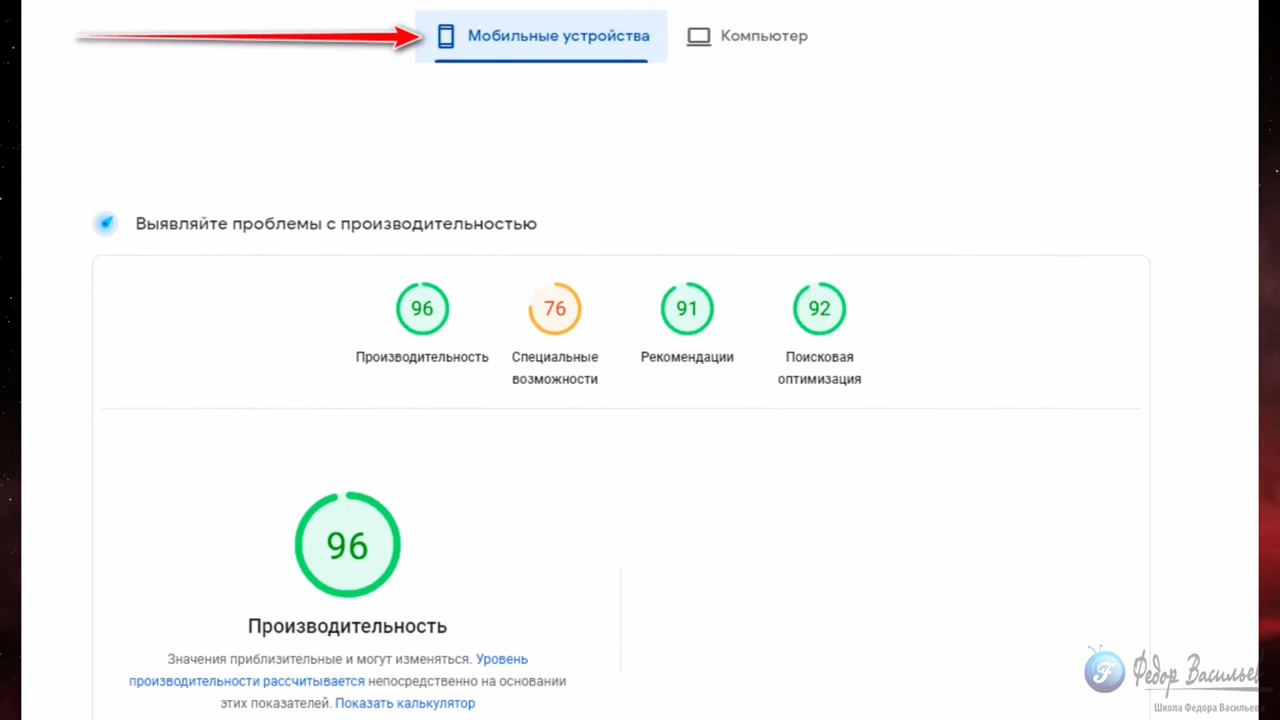 Мобильные устройства
Компьютер
Выявляйте проблемы с производительностью
96
76
91
92
Производительность
Специальные
возможности
Рекомендации
Поисковая
оптимизация
96
Производительность
Значения приблизительные и могут изменяться. Уровень
производительности рассчитывается непосредственно на основании
этих показателей. Показать калькулятор
Федор Васильев
Школа Федора Васильева